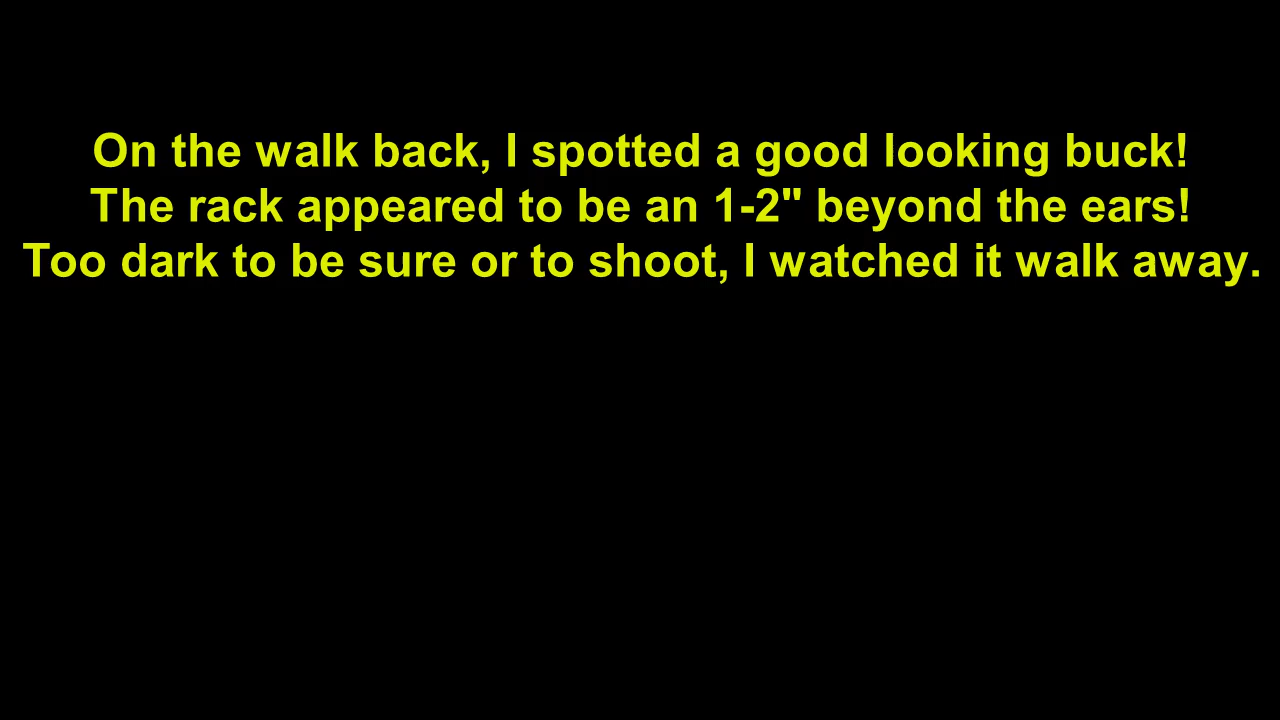 On the walk back, I spotted a good looking buck!
The rack appeared to be an 1-2" beyond the ears!
Too dark to be sure or to shoot, I watched it walk away.